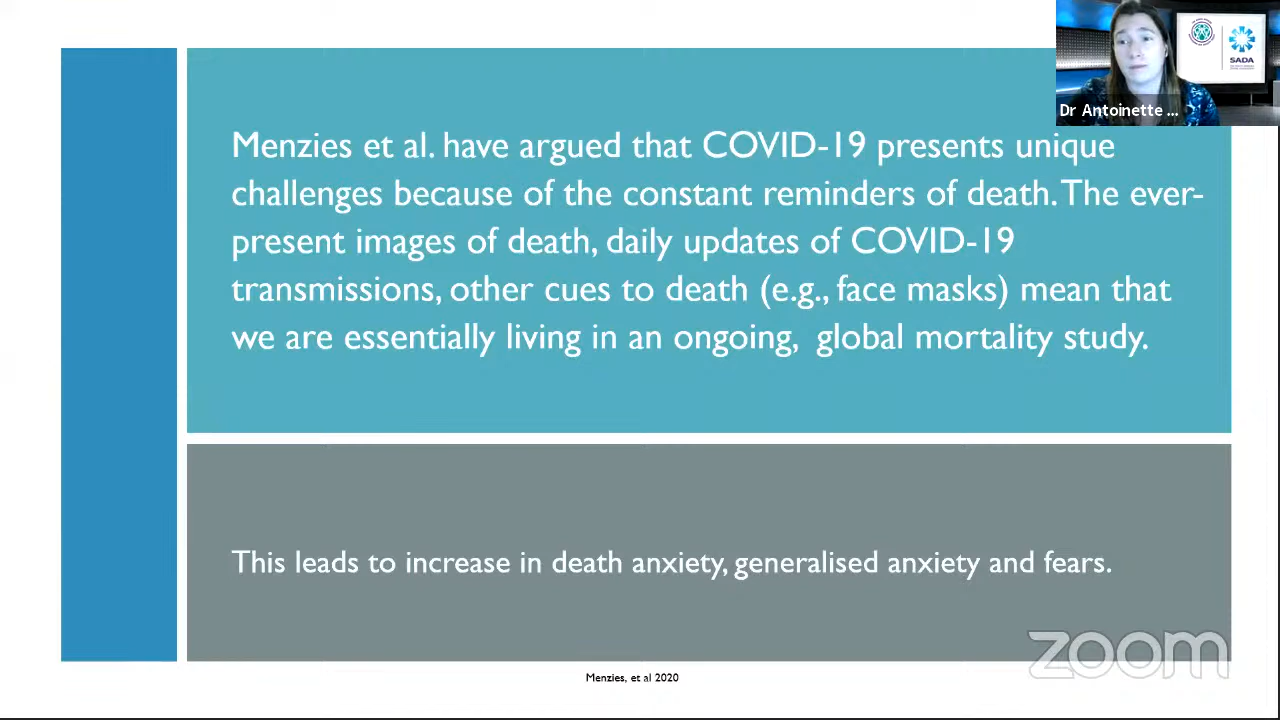 SADA
Dr Antoinette ...
Menzies et al. have argued that COVID-19 presents unique
challenges because of the constant reminders of death. The ever-
present images of death, daily updates of COVID-19
transmissions, other cues to death (e.g., face masks) mean that
we are essentially living in an ongoing, global mortality study.
This leads to increase in death anxiety, generalised anxiety and fears.
zoom
Menzies, et al 2020